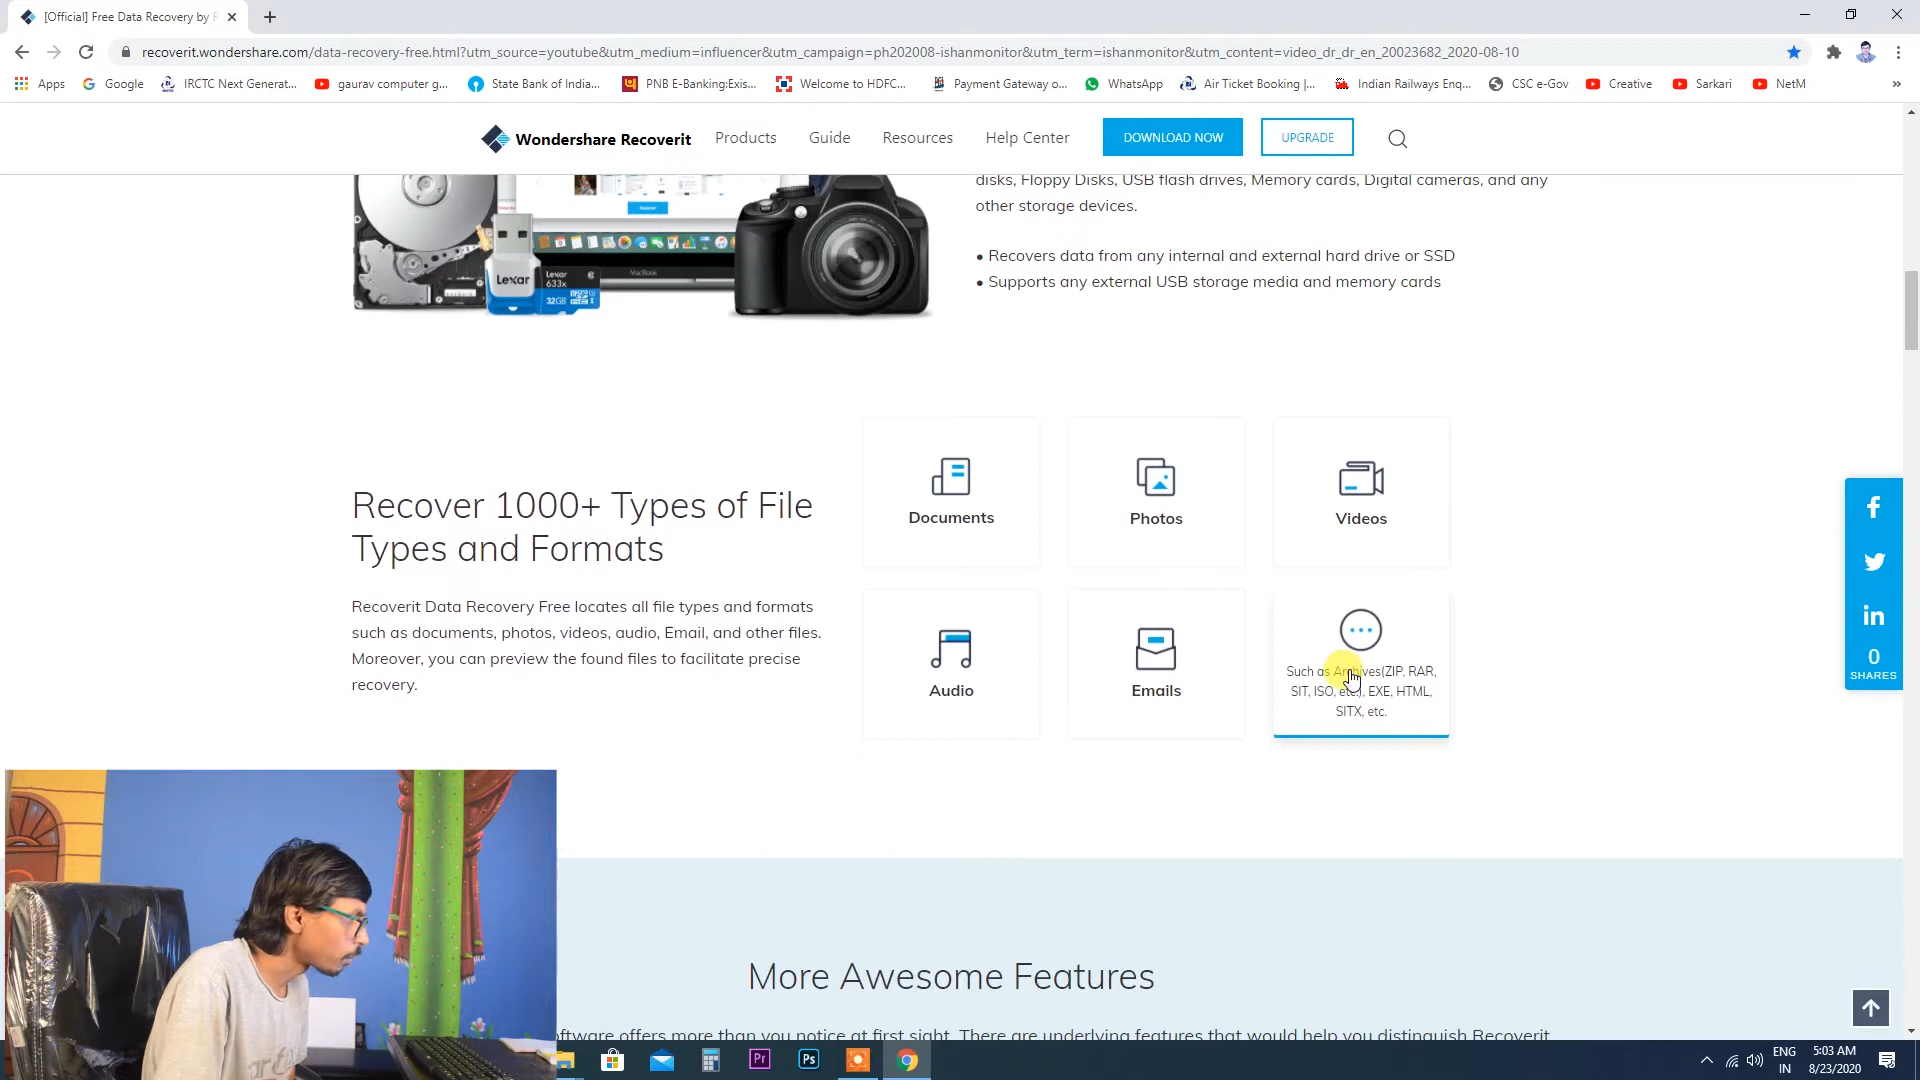 [Official] Free Data Recovery by
recoverit.wondershare.com/data-recovery-free.html?utm_source=youtube&utm_medium=influencer&utm_campaign=ph202008-ishanmonitor&utm_term=ishanmonitor&utm_content=video_dr_dr_en_20023682_2020-08-10
Apps Google IRCTC Next Generat... gaurav computer g... State Bank of India... PNB E-Banking:Exis... Welcome to HDFC... Payment Gateway o... WhatsApp Air Ticket Booking |... Indian Railways Enq... CSC e-Gov Creative Sarkari NetM »
Wondershare Recoverit Products Guide Resources Help Center DOWNLOAD NOW UPGRADE
disks, Floppy Disks, USB flash drives, Memory cards, Digital cameras, and any
other storage devices.
• Recovers data from any internal and external hard drive or SSD
• Supports any external USB storage media and memory cards
Lexar
Lexar
633x
32GB
MacBook
Recover 1000+ Types of File
Types and Formats
Recoverit Data Recovery Free locates all file types and formats
such as documents, photos, videos, audio, Email, and other files.
Moreover, you can preview the found files to facilitate precise
recovery.
Documents
Photos
Videos
Audio
Emails
Such as Archives(ZIP, RAR,
SIT, ISO, etc.), EXE, HTML,
SITX, etc.
0
SHARES
More Awesome Features
software offers more than you notice at first sight. There are underlying features that would help you distinguish Recoverit
Pr Ps
ENG
IN
5:03 AM
8/23/2020